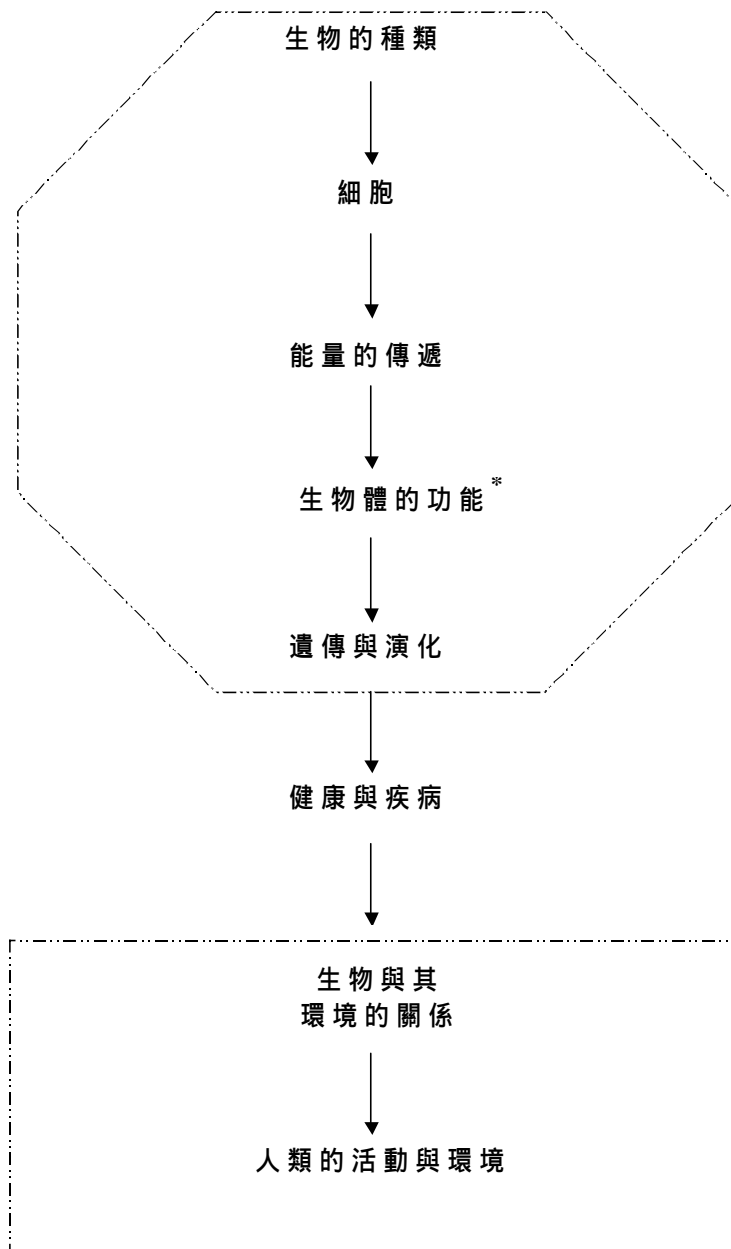 生物的種類
細胞
能量的傳遞
生物體的功能*
遺傳與演化
健康與疾病
生物與其
環境的關係
人類的活動與環境